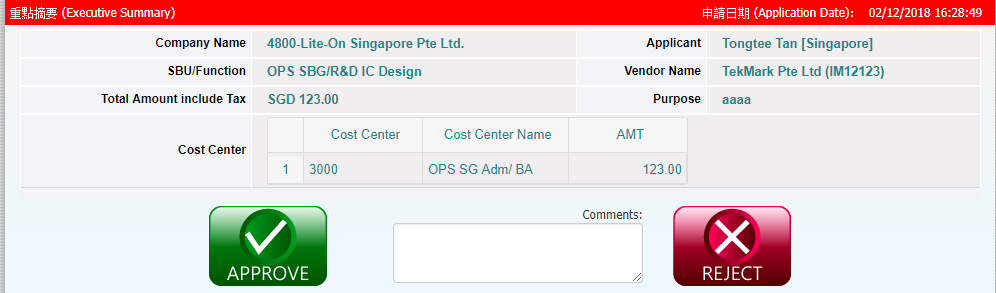 重點摘要 (Executive Summary) 申請日期 (Application Date): 02/12/2018 16:28:49
Company Name 4800-Lite-On Singapore Pte Ltd. Applicant Tongtee Tan [Singapore]
SBU/Function OPS SBG/R&D IC Design Vendor Name TekMark Pte Ltd (IM12123)
Total Amount include Tax SGD 123.00 Purpose aaaa
Cost Center
Cost Center Cost Center Name AMT
1 3000 OPS SG Adm/ BA 123.00
Comments:
APPROVE REJECT